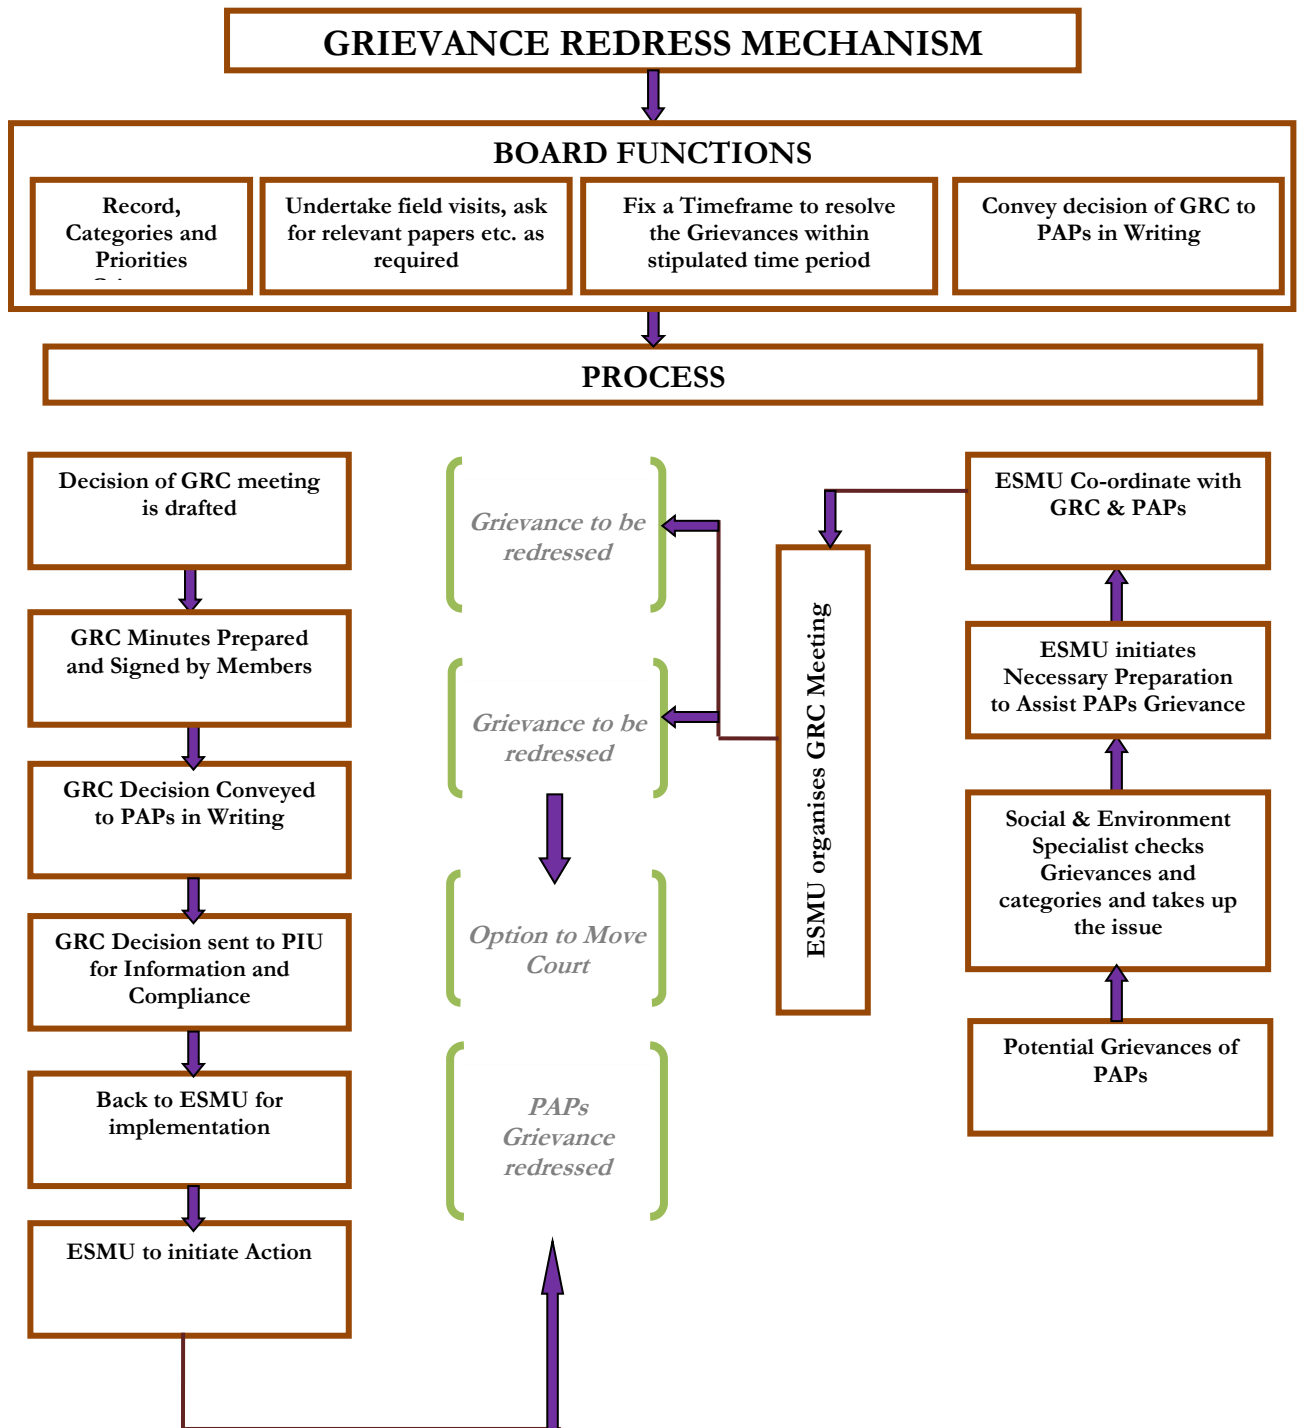 GRIEVANCE REDRESS MECHANISM
BOARD FUNCTIONS
Record,
Categories and
Priorities
Undertake field visits, ask
for relevant papers etc. as
required
Fix a Timeframe to resolve
the Grievances within
stipulated time period
Convey decision of GRC to
PAPs in Writing
PROCESS
Decision of GRC meeting
is drafted
GRC Minutes Prepared
and Signed by Members
GRC Decision Conveyed
to PAPs in Writing
GRC Decision sent to PIU
for Information and
Compliance
Back to ESMU for
implementation
ESMU to initiate Action
Grievance to be
redressed
Grievance to be
redressed
Option to Move
Court
PAPs
Grievance
redressed
ESMU organises GRC Meeting
ESMU Co-ordinate with
GRC & PAPs
ESMU initiates
Necessary Preparation
to Assist PAPs Grievance
Social & Environment
Specialist checks
Grievances and
categories and takes up
the issue
Potential Grievances of
PAPs